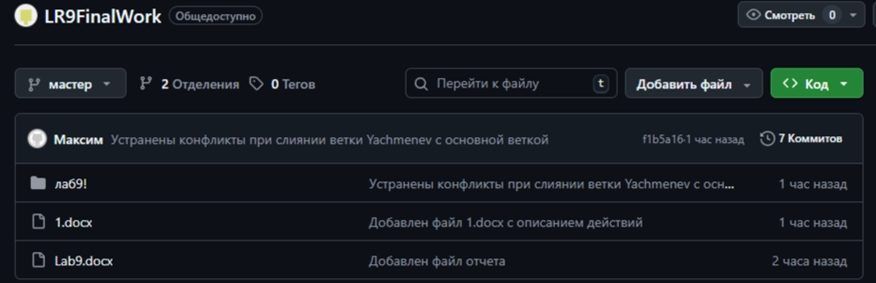 LR9FinalWork Общедоступно Смотреть 0
мастер 2 Отделения 0 Тегов Перейти к файлу t Добавить файл <> Код
Максим Устранены конфликты при слиянии ветки Yachmenev с основной веткой f1b5a16·1 час назад 7 Коммитов
лаб9! Устранены конфликты при слиянии ветки Yachmenev с осн... 1 час назад
1.docx Добавлен файл 1.docx с описанием действий 1 час назад
Lab9.docx Добавлен файл отчета 2 часа назад